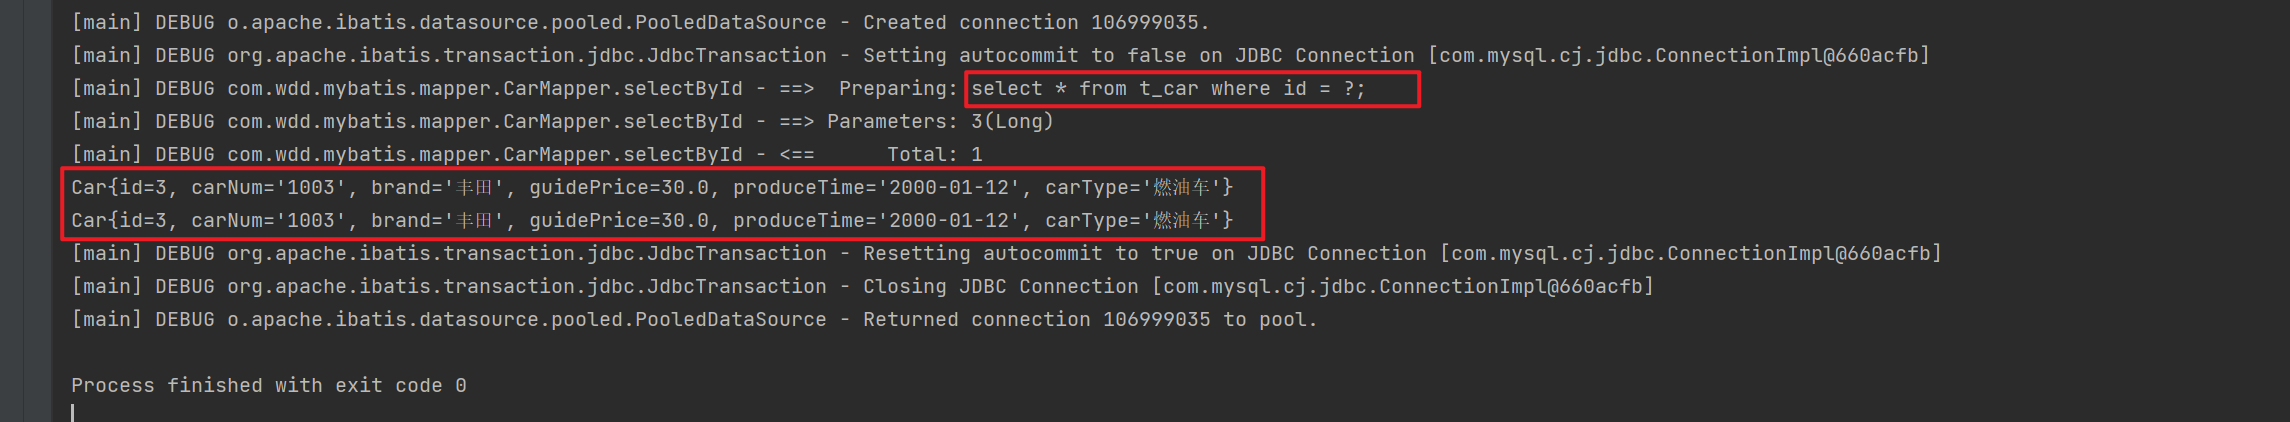 [main] DEBUG o.apache.ibatis.datasource.pooled.PooledDataSource - Created connection 106999035.
[main] DEBUG org.apache.ibatis.transaction.jdbc.JdbcTransaction - Setting autocommit to false on JDBC Connection [com.mysql.cj.jdbc.ConnectionImpl@660acfb]
[main] DEBUG com.wdd.mybatis.mapper.CarMapper.selectById - ==>  Preparing: select * from t_car where id = ?;
[main] DEBUG com.wdd.mybatis.mapper.CarMapper.selectById - ==> Parameters: 3(Long)
[main] DEBUG com.wdd.mybatis.mapper.CarMapper.selectById - <==      Total: 1
Car{id=3, carNum='1003', brand='丰田', guidePrice=30.0, produceTime='2000-01-12', carType='燃油车'}
Car{id=3, carNum='1003', brand='丰田', guidePrice=30.0, produceTime='2000-01-12', carType='燃油车'}
[main] DEBUG org.apache.ibatis.transaction.jdbc.JdbcTransaction - Resetting autocommit to true on JDBC Connection [com.mysql.cj.jdbc.ConnectionImpl@660acfb]
[main] DEBUG org.apache.ibatis.transaction.jdbc.JdbcTransaction - Closing JDBC Connection [com.mysql.cj.jdbc.ConnectionImpl@660acfb]
[main] DEBUG o.apache.ibatis.datasource.pooled.PooledDataSource - Returned connection 106999035 to pool.
Process finished with exit code 0